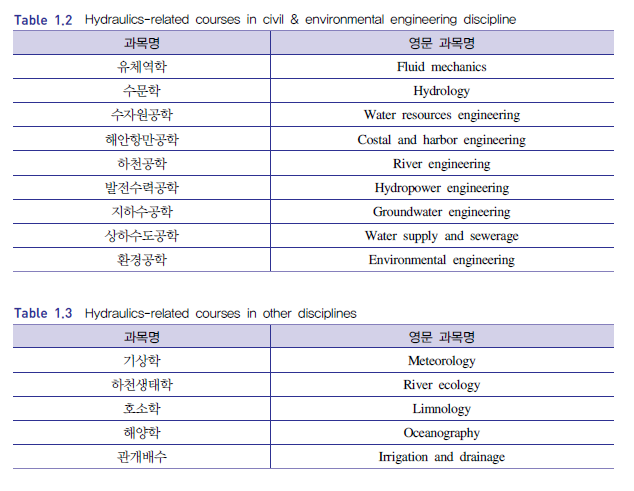 Table 1.2 Hydraulics-related courses in civil & environmental engineering discipline
과목명 영문 과목명
유체역학 Fluid mechanics
수문학 Hydrology
수자원공학 Water resources engineering
해안항만공학 Costal and harbor engineering
하천공학 River engineering
발전수력공학 Hydropower engineering
지하수공학 Groundwater engineering
상하수도공학 Water supply and sewerage
환경공학 Environmental engineering
Table 1.3 Hydraulics-related courses in other disciplines
과목명 영문 과목명
기상학 Meteorology
하천생태학 River ecology
호소학 Limnology
해양학 Oceanography
관개배수 Irrigation and drainage